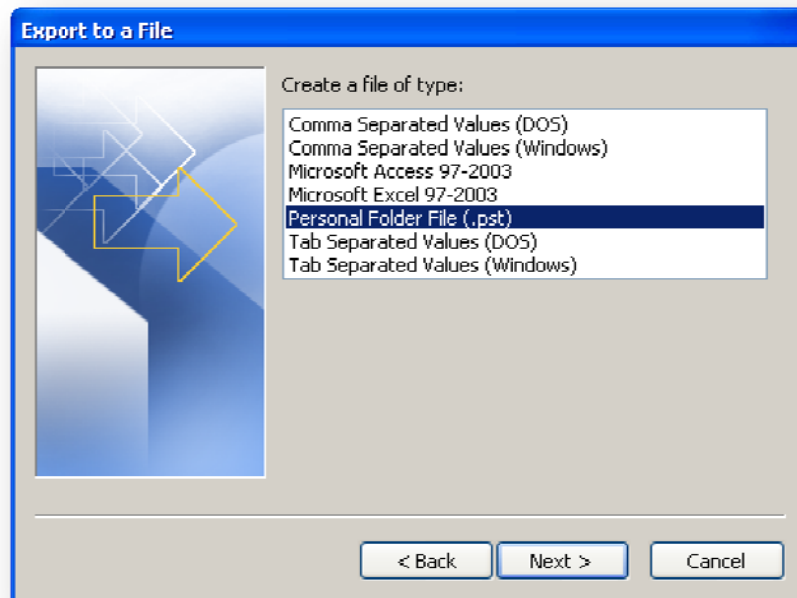 Export to a File
Create a file of type:
Comma Separated Values (DOS)
Comma Separated Values (Windows)
Microsoft Access 97-2003
Microsoft Excel 97-2003
Personal Folder File (.pst)
Tab Separated Values (DOS)
Tab Separated Values (Windows)
< Back Next > Cancel